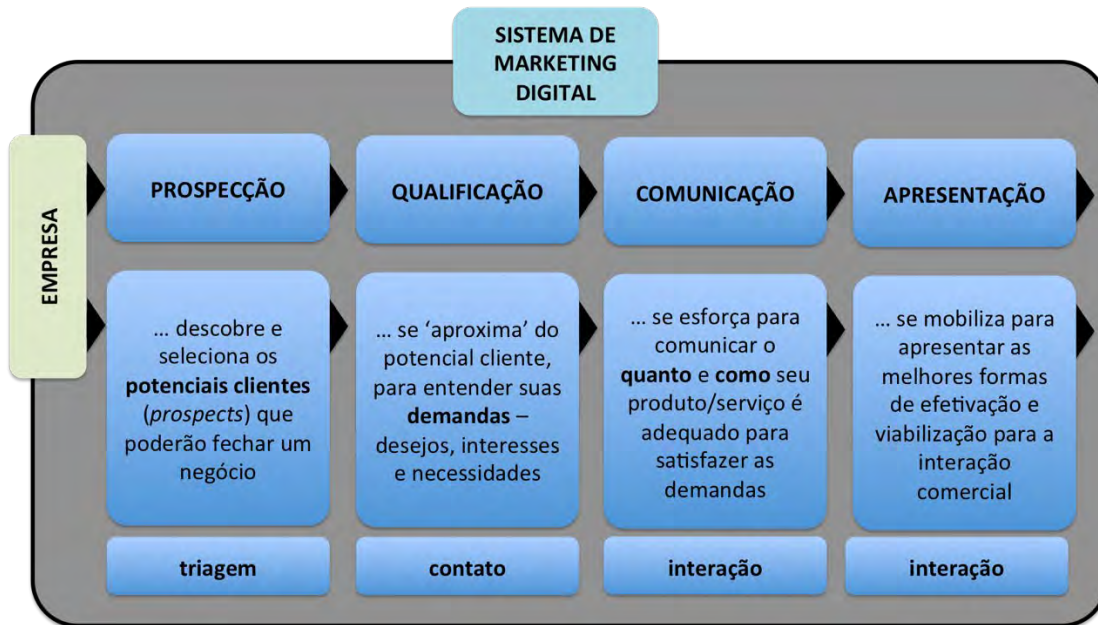 SISTEMA DE
MARKETING
DIGITAL
EMPRESA
PROSPECÇÃO
QUALIFICAÇÃO
COMUNICAÇÃO
APRESENTAÇÃO
... descobre e
seleciona os
potenciais clientes
(prospects) que
poderão fechar um
negócio
... se ‘aproxima’ do
potencial cliente,
para entender suas
demandas –
desejos, interesses
e necessidades
... se esforça para
comunicar o
quanto e como seu
produto/serviço é
adequado para
satisfazer as
demandas
... se mobiliza para
apresentar as
melhores formas
de efetivação e
viabilização para a
interação
comercial
triagem
contato
interação
interação